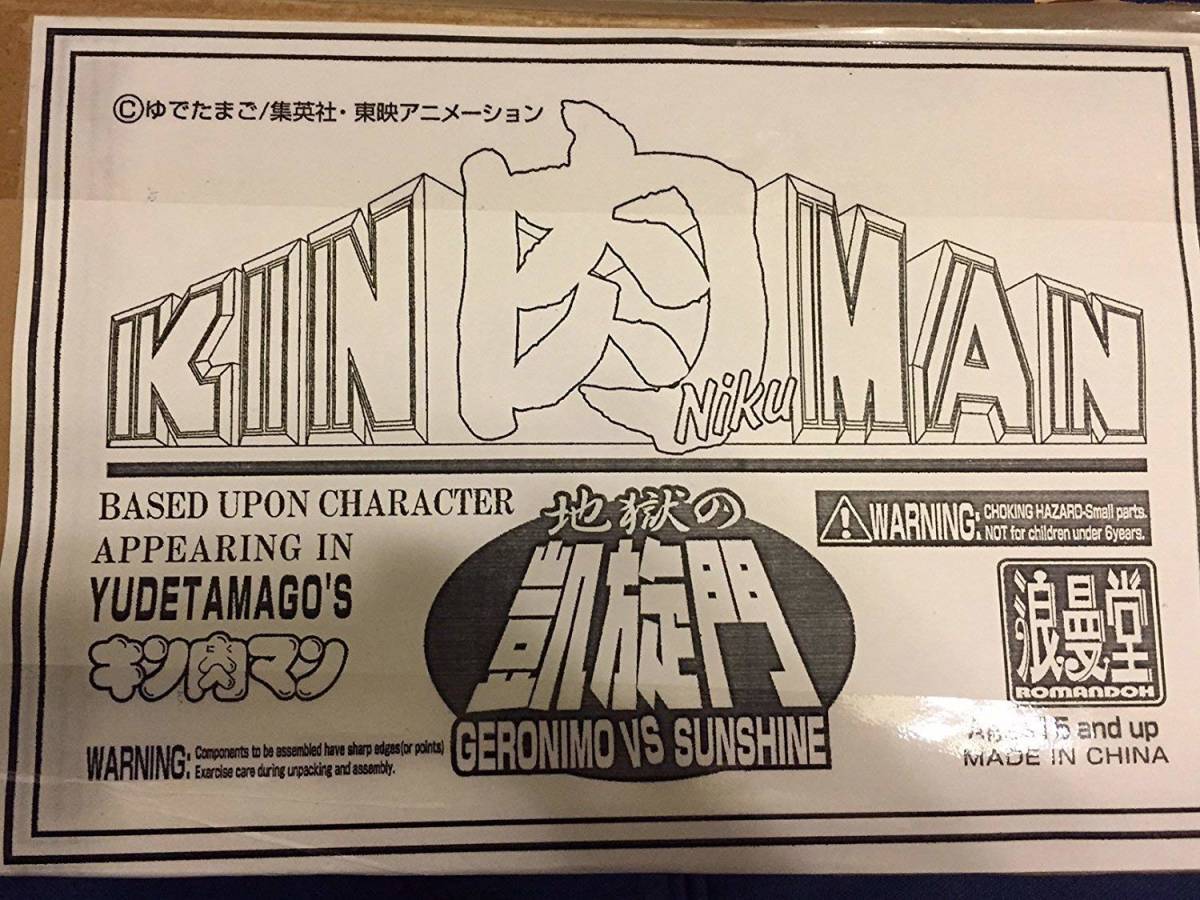 ©ゆでたまご/集英社・東映アニメーション
KIN肉MAN
Niku
BASED UPON CHARACTER
APPEARING IN
YUDETAMAGO'S
キン肉マン
WARNING: Components to be assembled have sharp edges(or points)
Exercise care during unpacking and assembly.
地獄の
凱旋門
GERONIMO VS SUNSHINE
WARNING: CHOKING HAZARD-Small parts.
NOT for children under 6years.
浪漫堂
ROMANDOH
15 and up
MADE IN CHINA